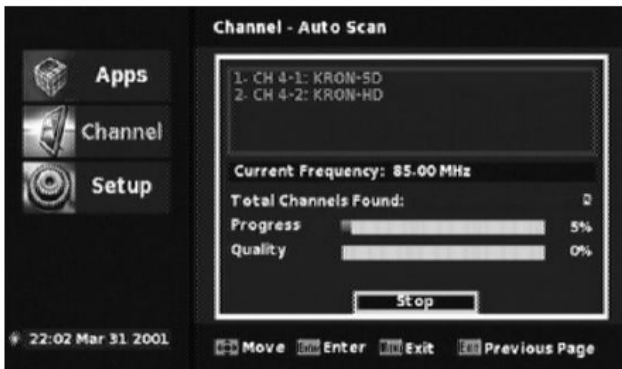 Channel - Auto Scan
Apps
Channel
Setup
1- CH 4-1: KRON-SD
2- CH 4-2: KRON-HD
Current Frequency: 85.00 MHz
Total Channels Found: 2
Progress 5%
Quality 0%
Stop
22:02 Mar 31 2001
Move Enter Exit Previous Page